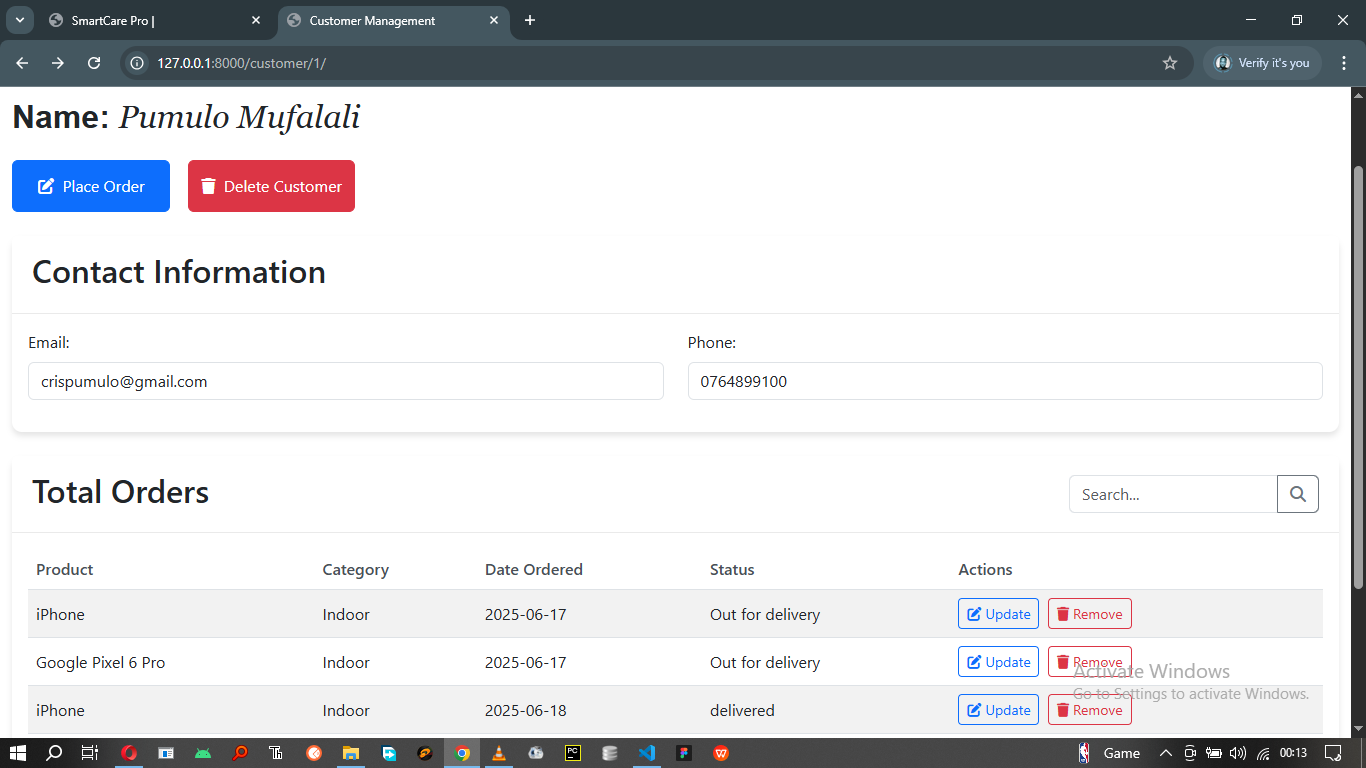 SmartCare Pro |
Customer Management
127.0.0.1:8000/customer/1/
Verify it's you
Name: Pumulo Mufalali
Place Order
Delete Customer
Contact Information
Email:
Phone:
crispumulo@gmail.com
0764899100
Total Orders
Search...
Product Category Date Ordered Status Actions
iPhone Indoor 2025-06-17 Out for delivery Update Remove
Google Pixel 6 Pro Indoor 2025-06-17 Out for delivery Update Remove
Activate Windows
Go to Settings to activate Windows.
iPhone Indoor 2025-06-18 delivered Update Remove
PC
W
Game
00:13